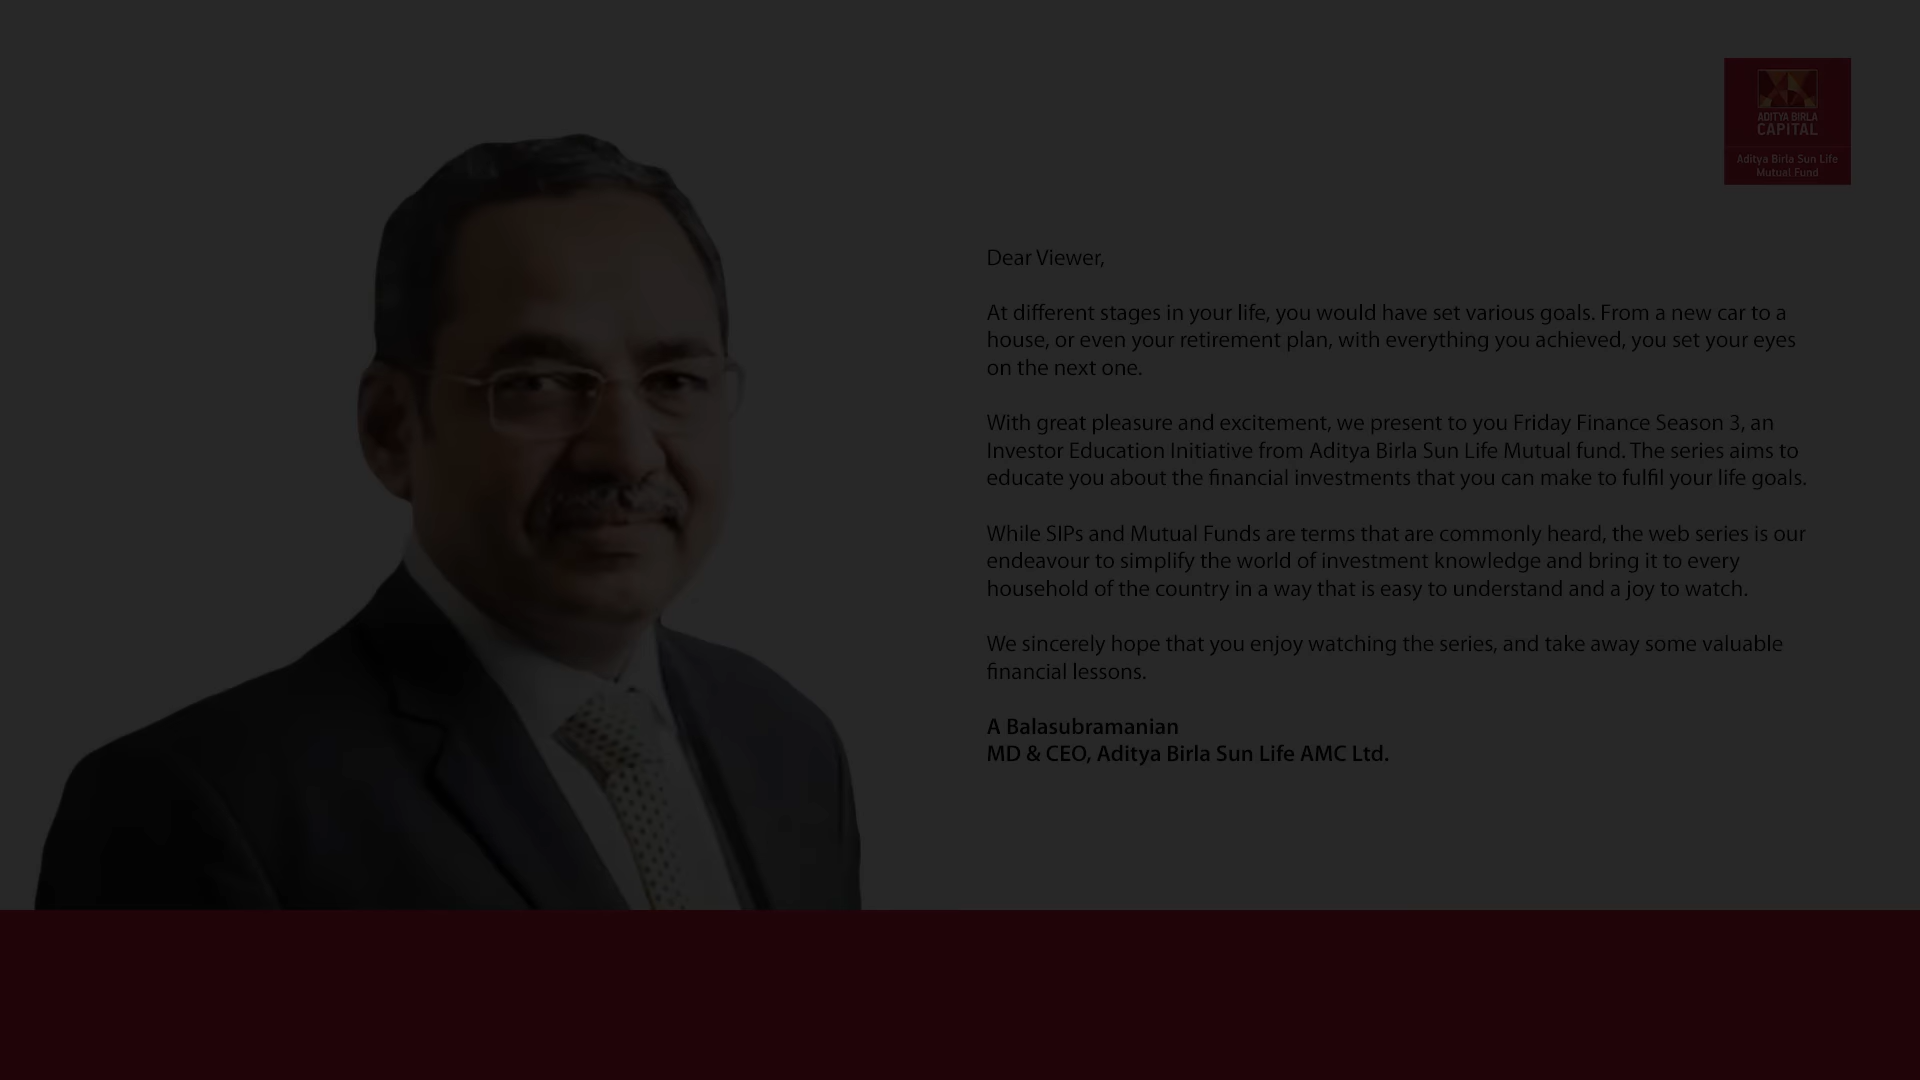 ADITYA BIRLA
CAPITAL
Aditya Birla Sun Life
Mutual Fund
Dear Viewer,
At different stages in your life, you would have set various goals. From a new car to a
house, or even your retirement plan, with everything you achieved, you set your eyes
on the next one.
With great pleasure and excitement, we present to you Friday Finance Season 3, an
Investor Education Initiative from Aditya Birla Sun Life Mutual fund. The series aims to
educate you about the financial investments that you can make to fulfil your life goals.
While SIPs and Mutual Funds are terms that are commonly heard, the web series is our
endeavour to simplify the world of investment knowledge and bring it to every
household of the country in a way that is easy to understand and a joy to watch.
We sincerely hope that you enjoy watching the series, and take away some valuable
financial lessons.
A Balasubramanian
MD & CEO, Aditya Birla Sun Life AMC Ltd.